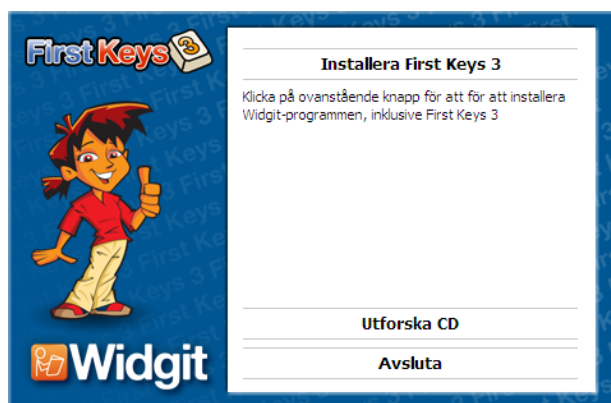 First Keys 3
Installera First Keys 3
Klicka på ovanstående knapp för att för att installera
Widgit-programmen, inklusive First Keys 3
Utforska CD
Avsluta
Widgit